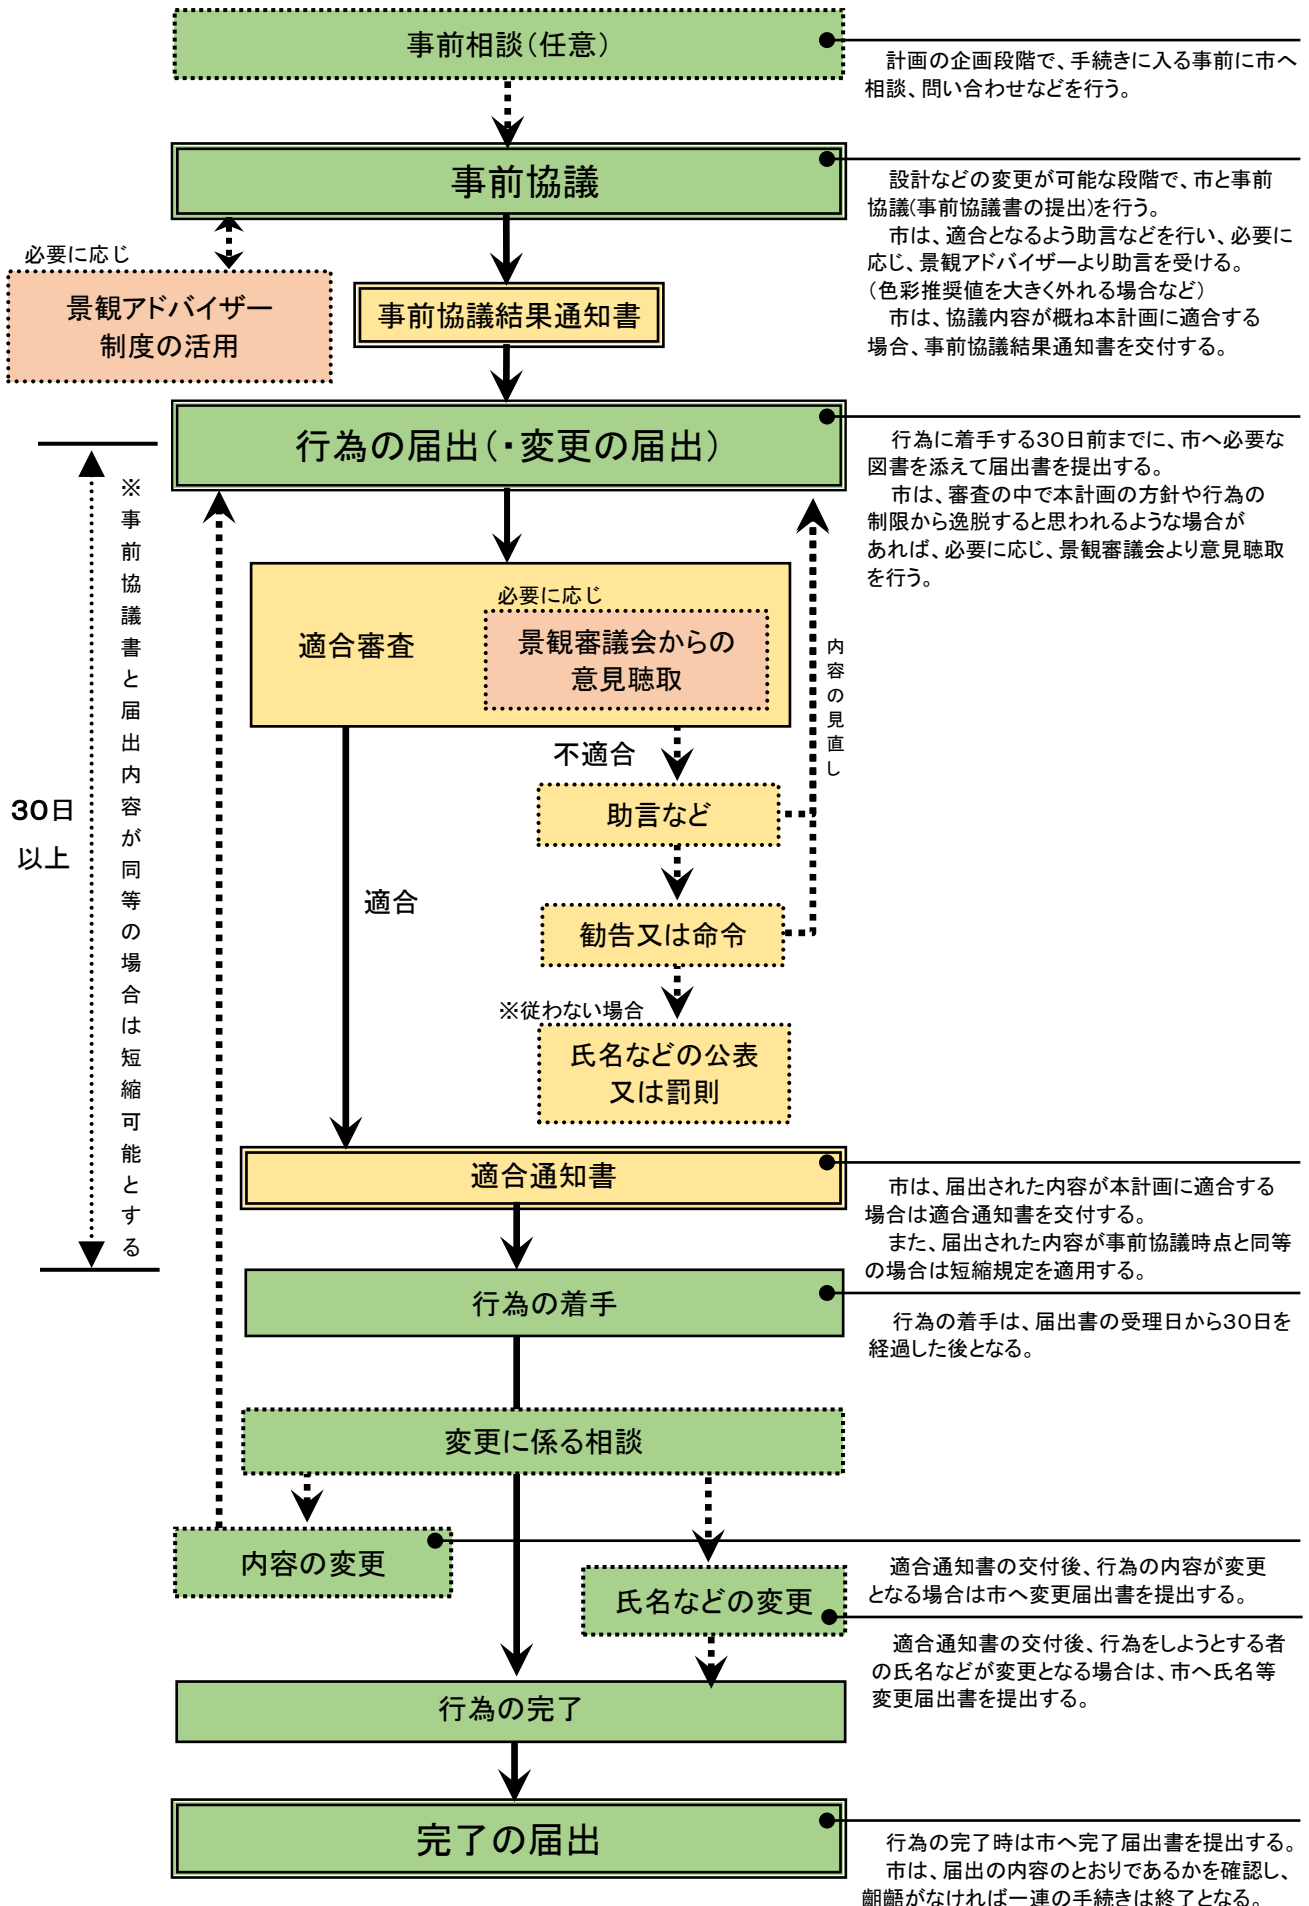 事前相談（任意）
計画の企画段階で、手続きに入る事前に市へ
相談、問い合わせなどを行う。
事前協議
設計などの変更が可能な段階で、市と事前
協議(事前協議書の提出)を行う。
市は、適合となるよう助言などを行い、必要に
応じ、景観アドバイザーより助言を受ける。
（色彩推奨値を大きく外れる場合など）
市は、協議内容が概ね本計画に適合する
場合、事前協議結果通知書を交付する。
必要に応じ
景観アドバイザー
制度の活用
事前協議結果通知書
行為の届出（・変更の届出）
行為に着手する30日前までに、市へ必要な
図書を添えて届出書を提出する。
市は、審査の中で本計画の方針や行為の
制限から逸脱すると思われるような場合が
あれば、必要に応じ、景観審議会より意見聴取
を行う。
30日
以上
※事前協議書と届出内容が同等の場合は短縮可能とする
適合審査
必要に応じ
景観審議会からの
意見聴取
内容の見直し
不適合
助言など
適合
勧告又は命令
※従わない場合
氏名などの公表
又は罰則
適合通知書
市は、届出された内容が本計画に適合する
場合は適合通知書を交付する。
また、届出された内容が事前協議時点と同等
の場合は短縮規定を適用する。
行為の着手
行為の着手は、届出書の受理日から30日を
経過した後となる。
変更に係る相談
内容の変更
適合通知書の交付後、行為の内容が変更
となる場合は市へ変更届出書を提出する。
氏名などの変更
適合通知書の交付後、行為をしようとする者
の氏名などが変更となる場合は、市へ氏名等
変更届出書を提出する。
行為の完了
完了の届出
行為の完了時は市へ完了届出書を提出する。
市は、届出の内容のとおりであるかを確認し、
齟齬がなければ一連の手続きは終了となる。